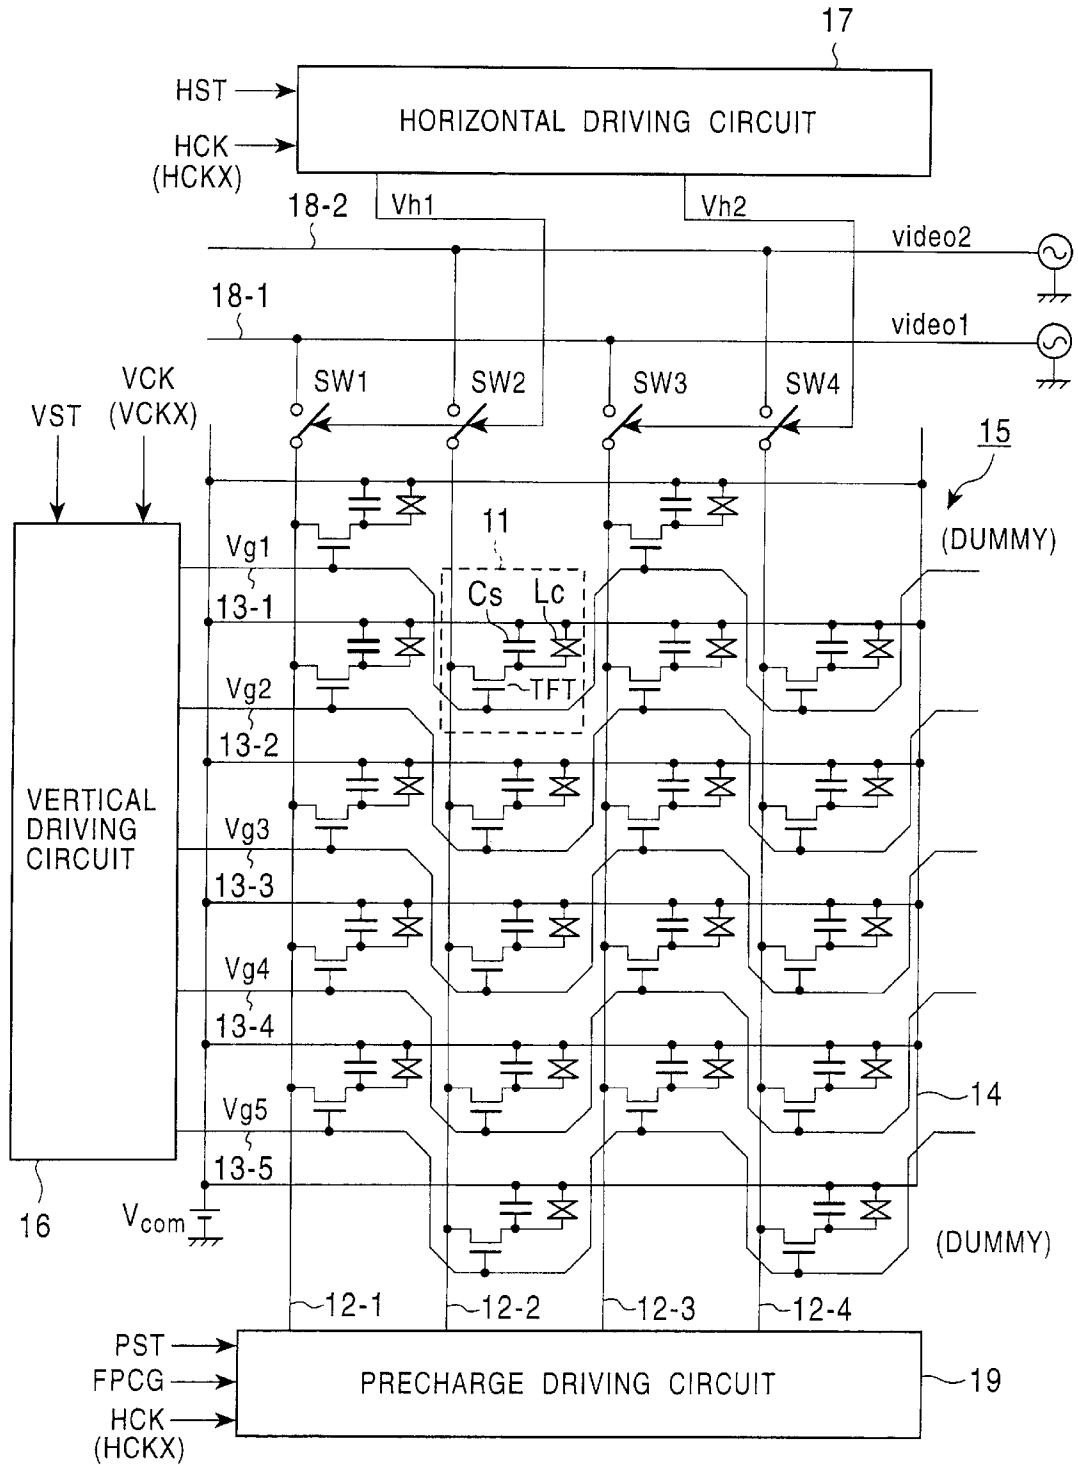 17
HST
HORIZONTAL DRIVING CIRCUIT
HCK
(HCKX)
Vh1
Vh2
18-2
video2
18-1
video1
VCK
(VCKX)
VST
SW1
SW2
SW3
SW4
15
(DUMMY)
11
Vg1
13-1
Cs
Lc
TFT
Vg2
13-2
VERTICAL
DRIVING
CIRCUIT
Vg3
13-3
Vg4
13-4
14
Vg5
13-5
16
Vcom
(DUMMY)
12-1
12-2
12-3
12-4
PST
FPCG
HCK
(HCKX)
PRECHARGE DRIVING CIRCUIT
19